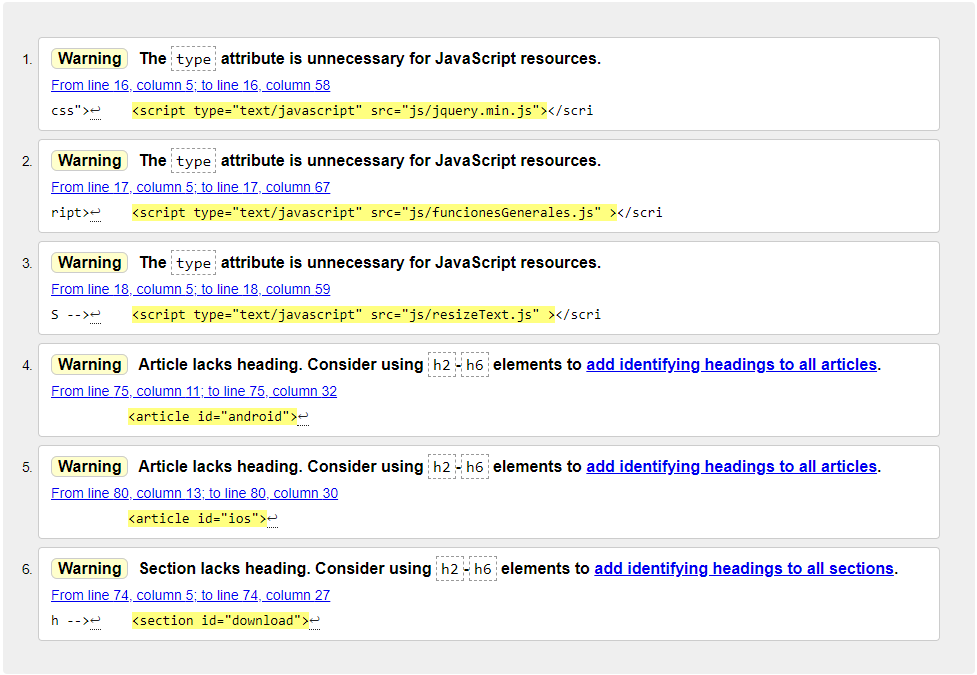 1. Warning The type attribute is unnecessary for JavaScript resources.
From line 16, column 5; to line 16, column 58
css">↩ <script type="text/javascript" src="js/jquery.min.js"></scri
2. Warning The type attribute is unnecessary for JavaScript resources.
From line 17, column 5; to line 17, column 67
ript>↩ <script type="text/javascript" src="js/funcionesGenerales.js" ></scri
3. Warning The type attribute is unnecessary for JavaScript resources.
From line 18, column 5; to line 18, column 59
S -->↩ <script type="text/javascript" src="js/resizeText.js" ></scri
4. Warning Article lacks heading. Consider using h2-h6 elements to add identifying headings to all articles.
From line 75, column 11; to line 75, column 32
<article id="android">↩
5. Warning Article lacks heading. Consider using h2-h6 elements to add identifying headings to all articles.
From line 80, column 13; to line 80, column 30
<article id="ios">↩
6. Warning Section lacks heading. Consider using h2-h6 elements to add identifying headings to all sections.
From line 74, column 5; to line 74, column 27
h -->↩ <section id="download">↩